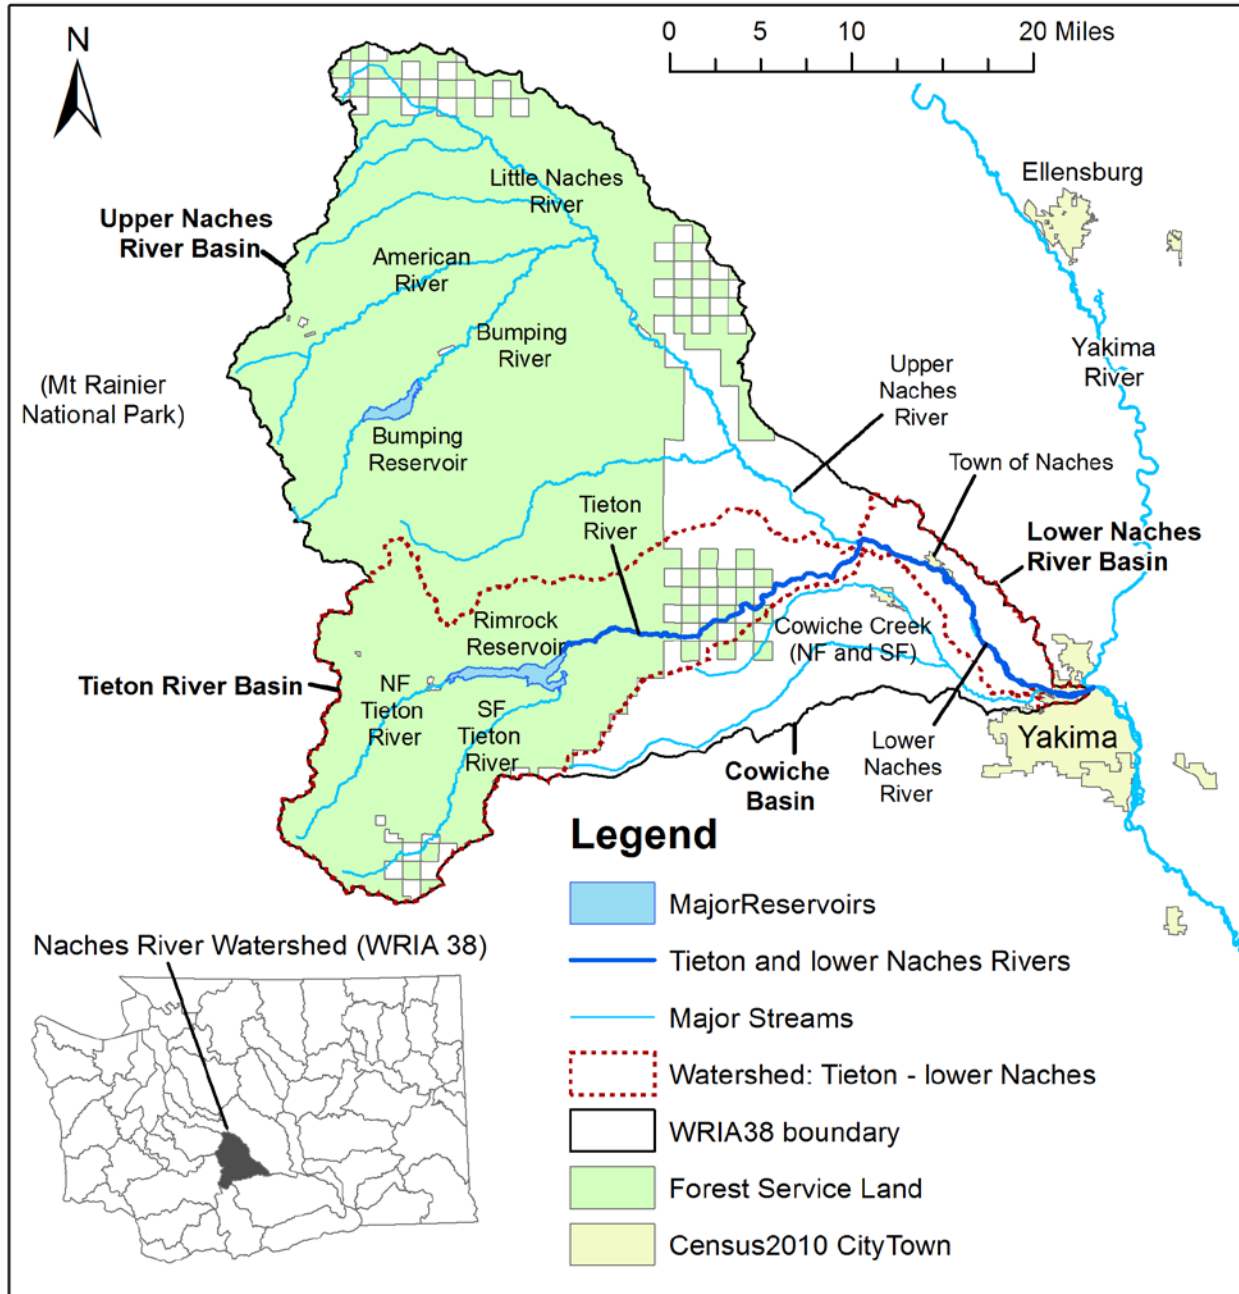 N
0 5 10 20 Miles
Ellensburg
Little Naches
River
Upper Naches
River Basin
American
River
Bumping
River
Yakima
River
(Mt Rainier
National Park)
Upper
Naches
River
Bumping
Reservoir
Town of Naches
Tieton
River
Lower Naches
River Basin
Rimrock
Reservoir
Cowiche Creek
(NF and SF)
Tieton River Basin
NF
Tieton
River
SF
Tieton
River
Yakima
Lower
Naches
River
Cowiche
Basin
Legend
MajorReservoirs
Tieton and lower Naches Rivers
Major Streams
Watershed: Tieton - lower Naches
WRIA38 boundary
Forest Service Land
Census2010 CityTown
Naches River Watershed (WRIA 38)